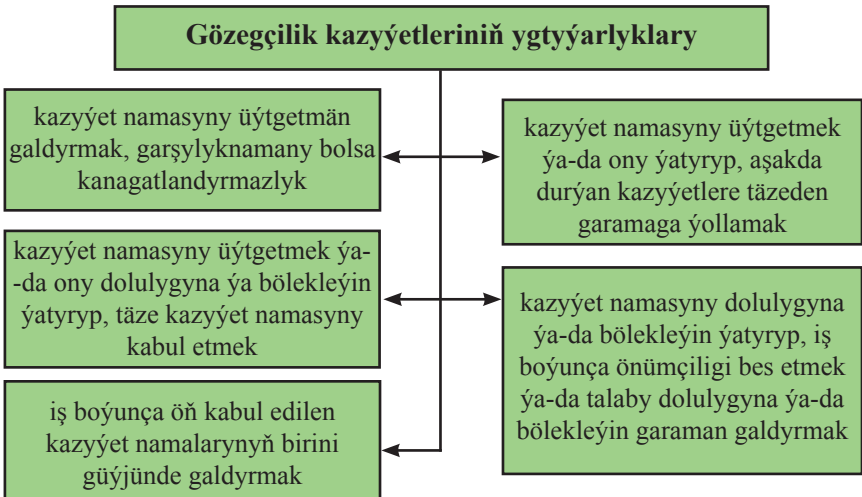 Gözegçilik kazyýetleriniň ygtyýarlyklary
kazyýet namasyny üýtgetmän
galdyrmak, garşylyknamany bolsa
kanagatlandyrmazlyk
kazyýet namasyny üýtgetmek
ýa-da ony ýatyryp, aşakda
durýan kazyýetlere täzeden
garamaga ýollamak
kazyýet namasyny üýtgetmek ýa-
-da ony dolulygyna ýa bölekleýin
ýatyryp, täze kazyýet namasyny
kabul etmek
kazyýet namasyny dolulygyna
ýa-da bölekleýin ýatyryp, iş
boýunça önümçiligi bes etmek
ýa-da talaby dolulygyna ýa-da
bölekleýin garaman galdyrmak
iş boýunça öň kabul edilen
kazyýet namalarynyň birini
güýjünde galdyrmak